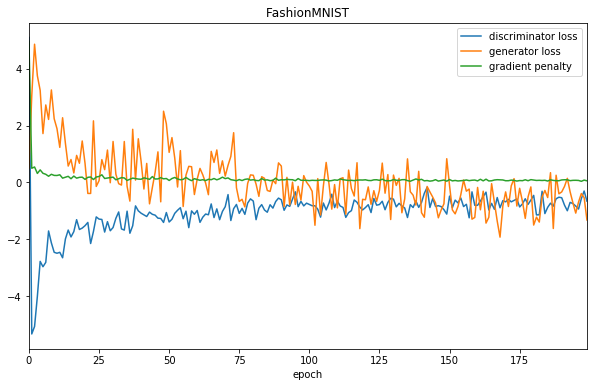 FashionMNIST
discriminator loss
generator loss
gradient penalty
4
2
0
−2
−4
0 25 50 75 100 125 150 175
epoch